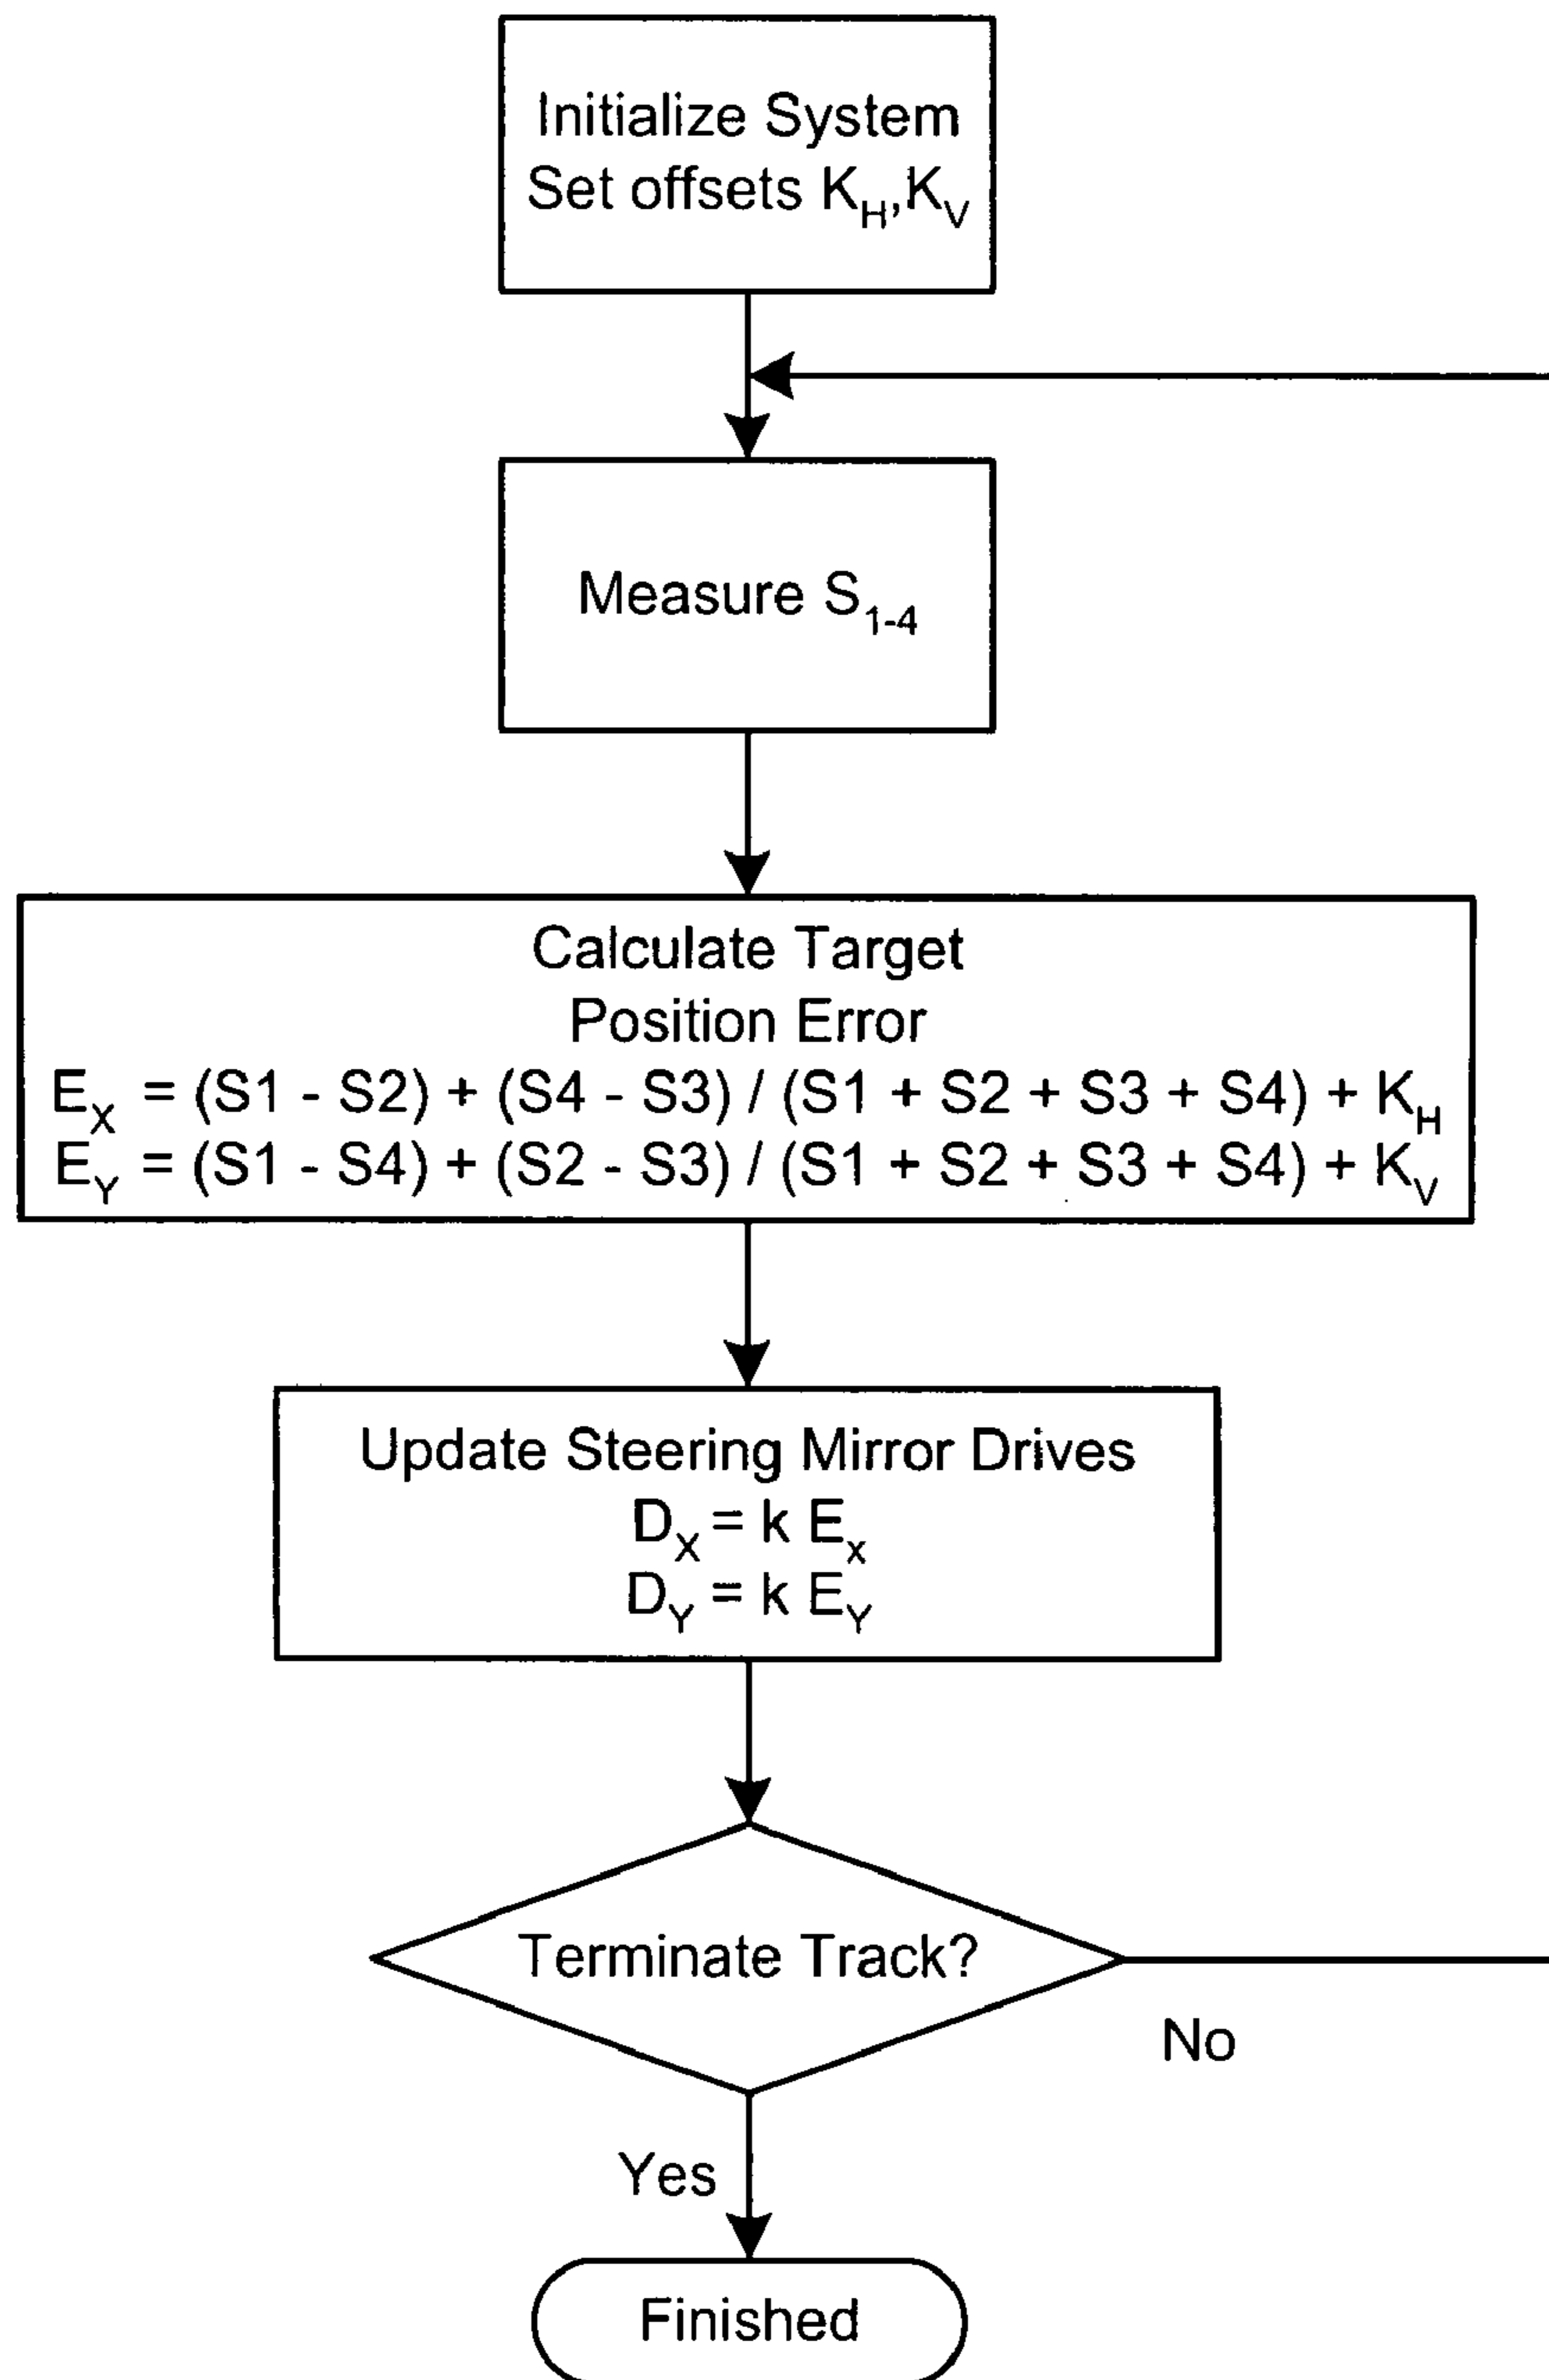 Initialize System
Set offsets K_H,K_V
Measure S_1-4
Calculate Target
Position Error
E_X = (S1 - S2) + (S4 - S3) / (S1 + S2 + S3 + S4) + K_H
E_Y = (S1 - S4) + (S2 - S3) / (S1 + S2 + S3 + S4) + K_V
Update Steering Mirror Drives
D_X = k E_x
D_Y = k E_Y
Terminate Track?
No
Yes
Finished